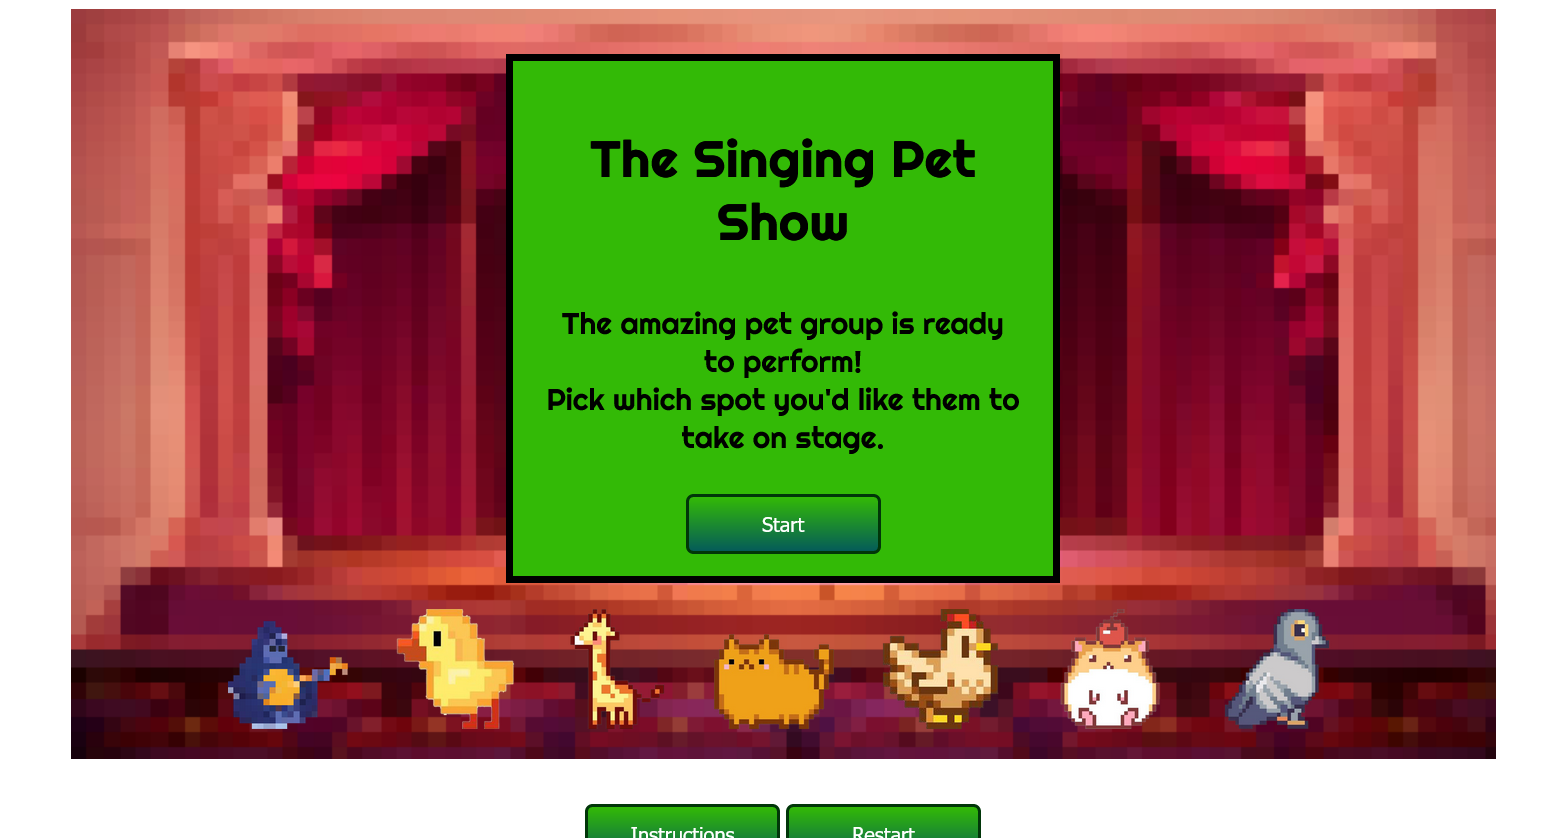 The Singing Pet
Show
The amazing pet group is ready
to perform!
Pick which spot you'd like them to
take on stage.
Start
Instructions
Restart